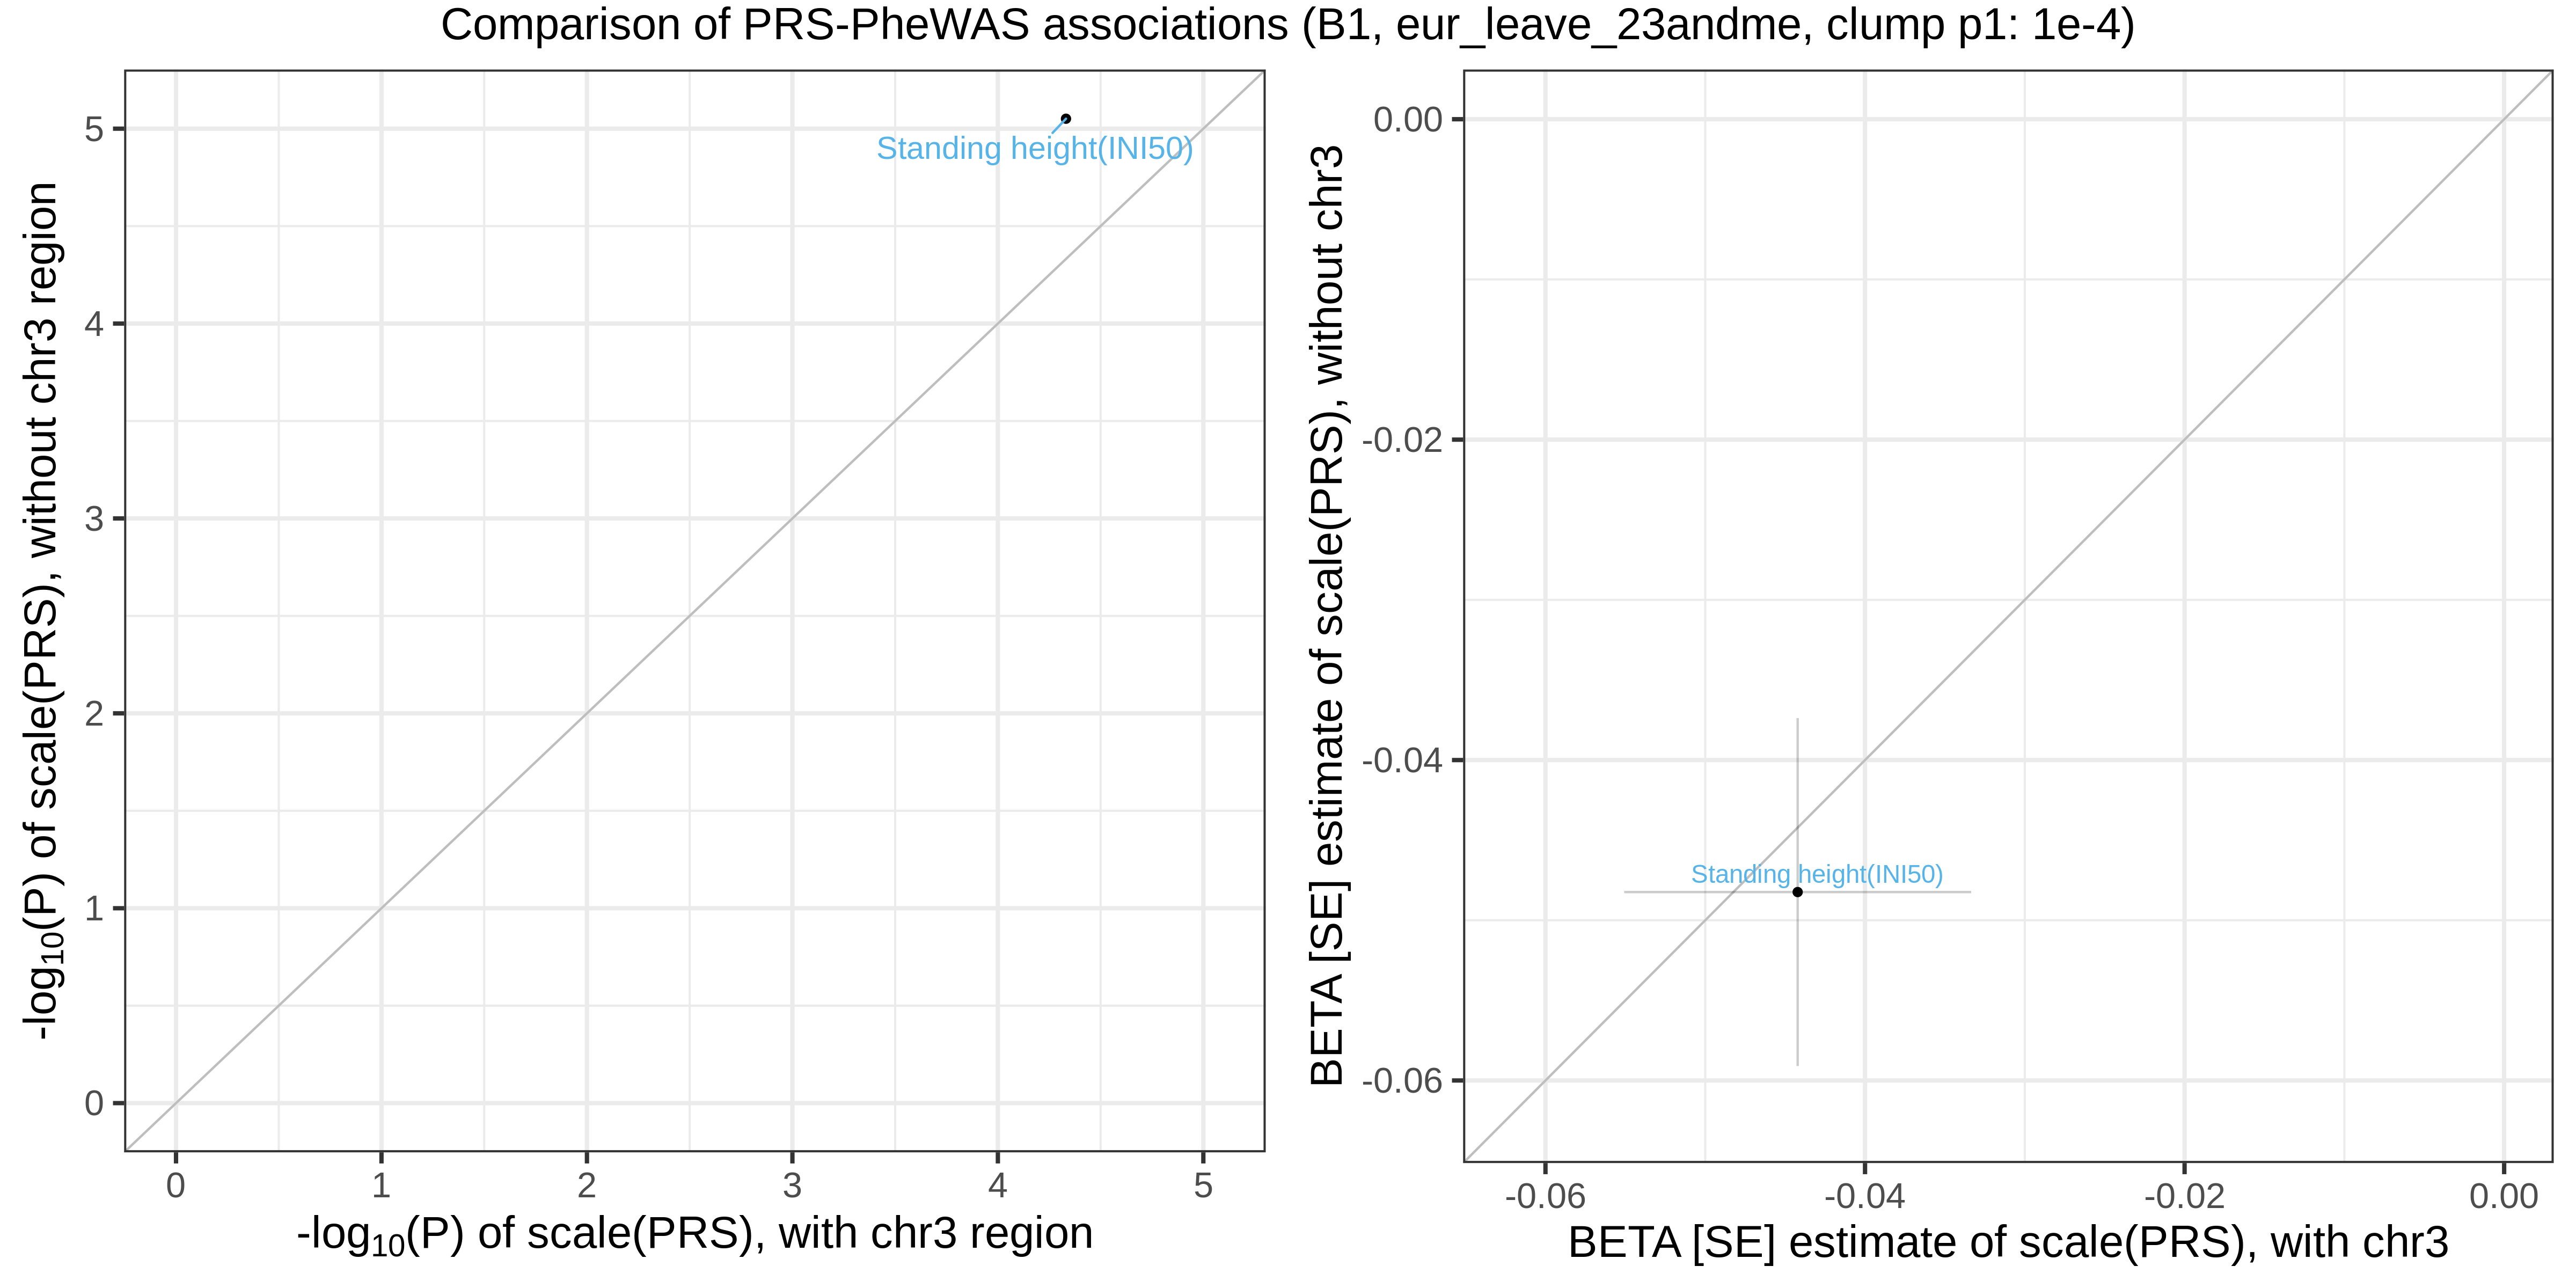 Comparison of PRS-PheWAS associations (B1, eur_leave_23andme, clump p1: 1e-4)
-log10(P) of scale(PRS), without chr3 region
5
4
3
2
1
0
Standing height(INI50)
0 1 2 3 4 5
-log10(P) of scale(PRS), with chr3 region
BETA [SE] estimate of scale(PRS), without chr3
0.00
-0.02
-0.04
-0.06
Standing height(INI50)
-0.06 -0.04 -0.02 0.00
BETA [SE] estimate of scale(PRS), with chr3